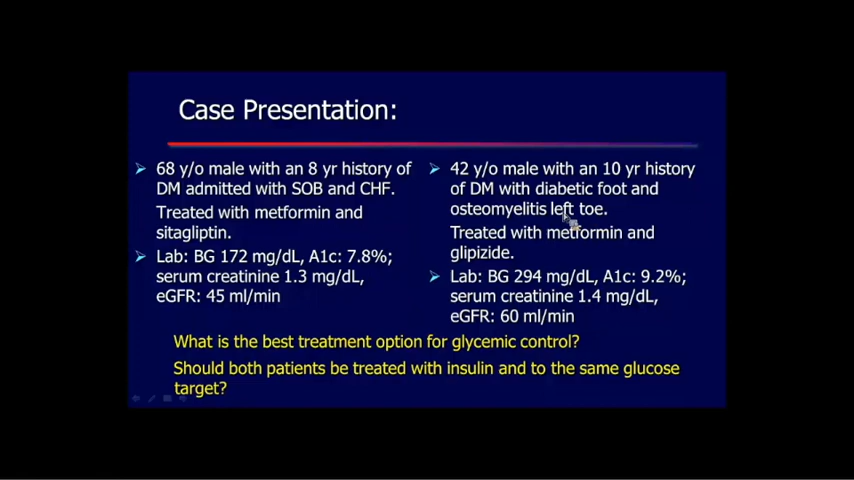 Case Presentation:
68 y/o male with an 8 yr history of
DM admitted with SOB and CHF.
Treated with metformin and
sitagliptin.
Lab: BG 172 mg/dL, A1c: 7.8%;
serum creatinine 1.3 mg/dL,
eGFR: 45 ml/min
42 y/o male with an 10 yr history
of DM with diabetic foot and
osteomyelitis left toe.
Treated with metformin and
glipizide.
Lab: BG 294 mg/dL, A1c: 9.2%;
serum creatinine 1.4 mg/dL,
eGFR: 60 ml/min
What is the best treatment option for glycemic control?
Should both patients be treated with insulin and to the same glucose
target?